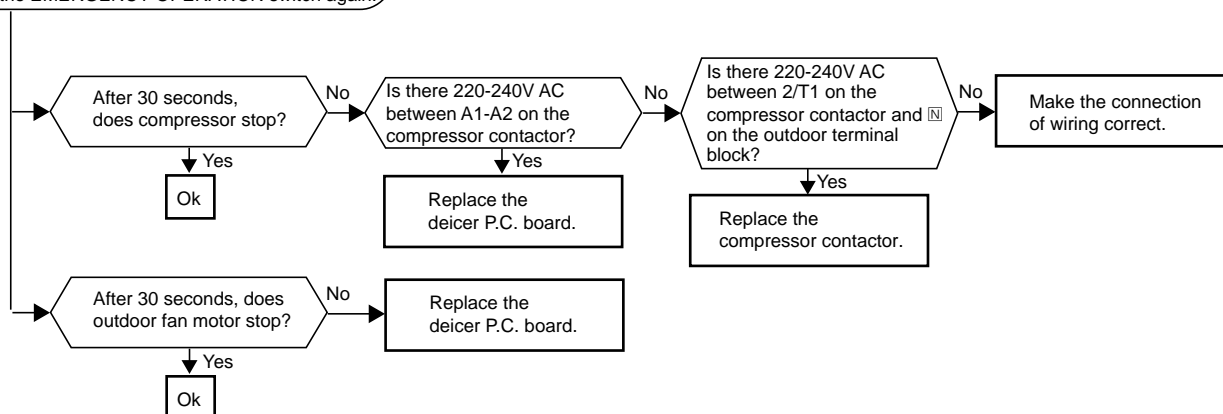 the EMERGENCY OPERATION switch again.
After 30 seconds,
does compressor stop?
No
Is there 220-240V AC
between A1-A2 on the
compressor contactor?
No
Is there 220-240V AC
between 2/T1 on the
compressor contactor and N
on the outdoor terminal
block?
No
Make the connection
of wiring correct.
Yes
Ok
Yes
Replace the
deicer P.C. board.
Yes
Replace the
compressor contactor.
After 30 seconds, does
outdoor fan motor stop?
No
Replace the
deicer P.C. board.
Yes
Ok